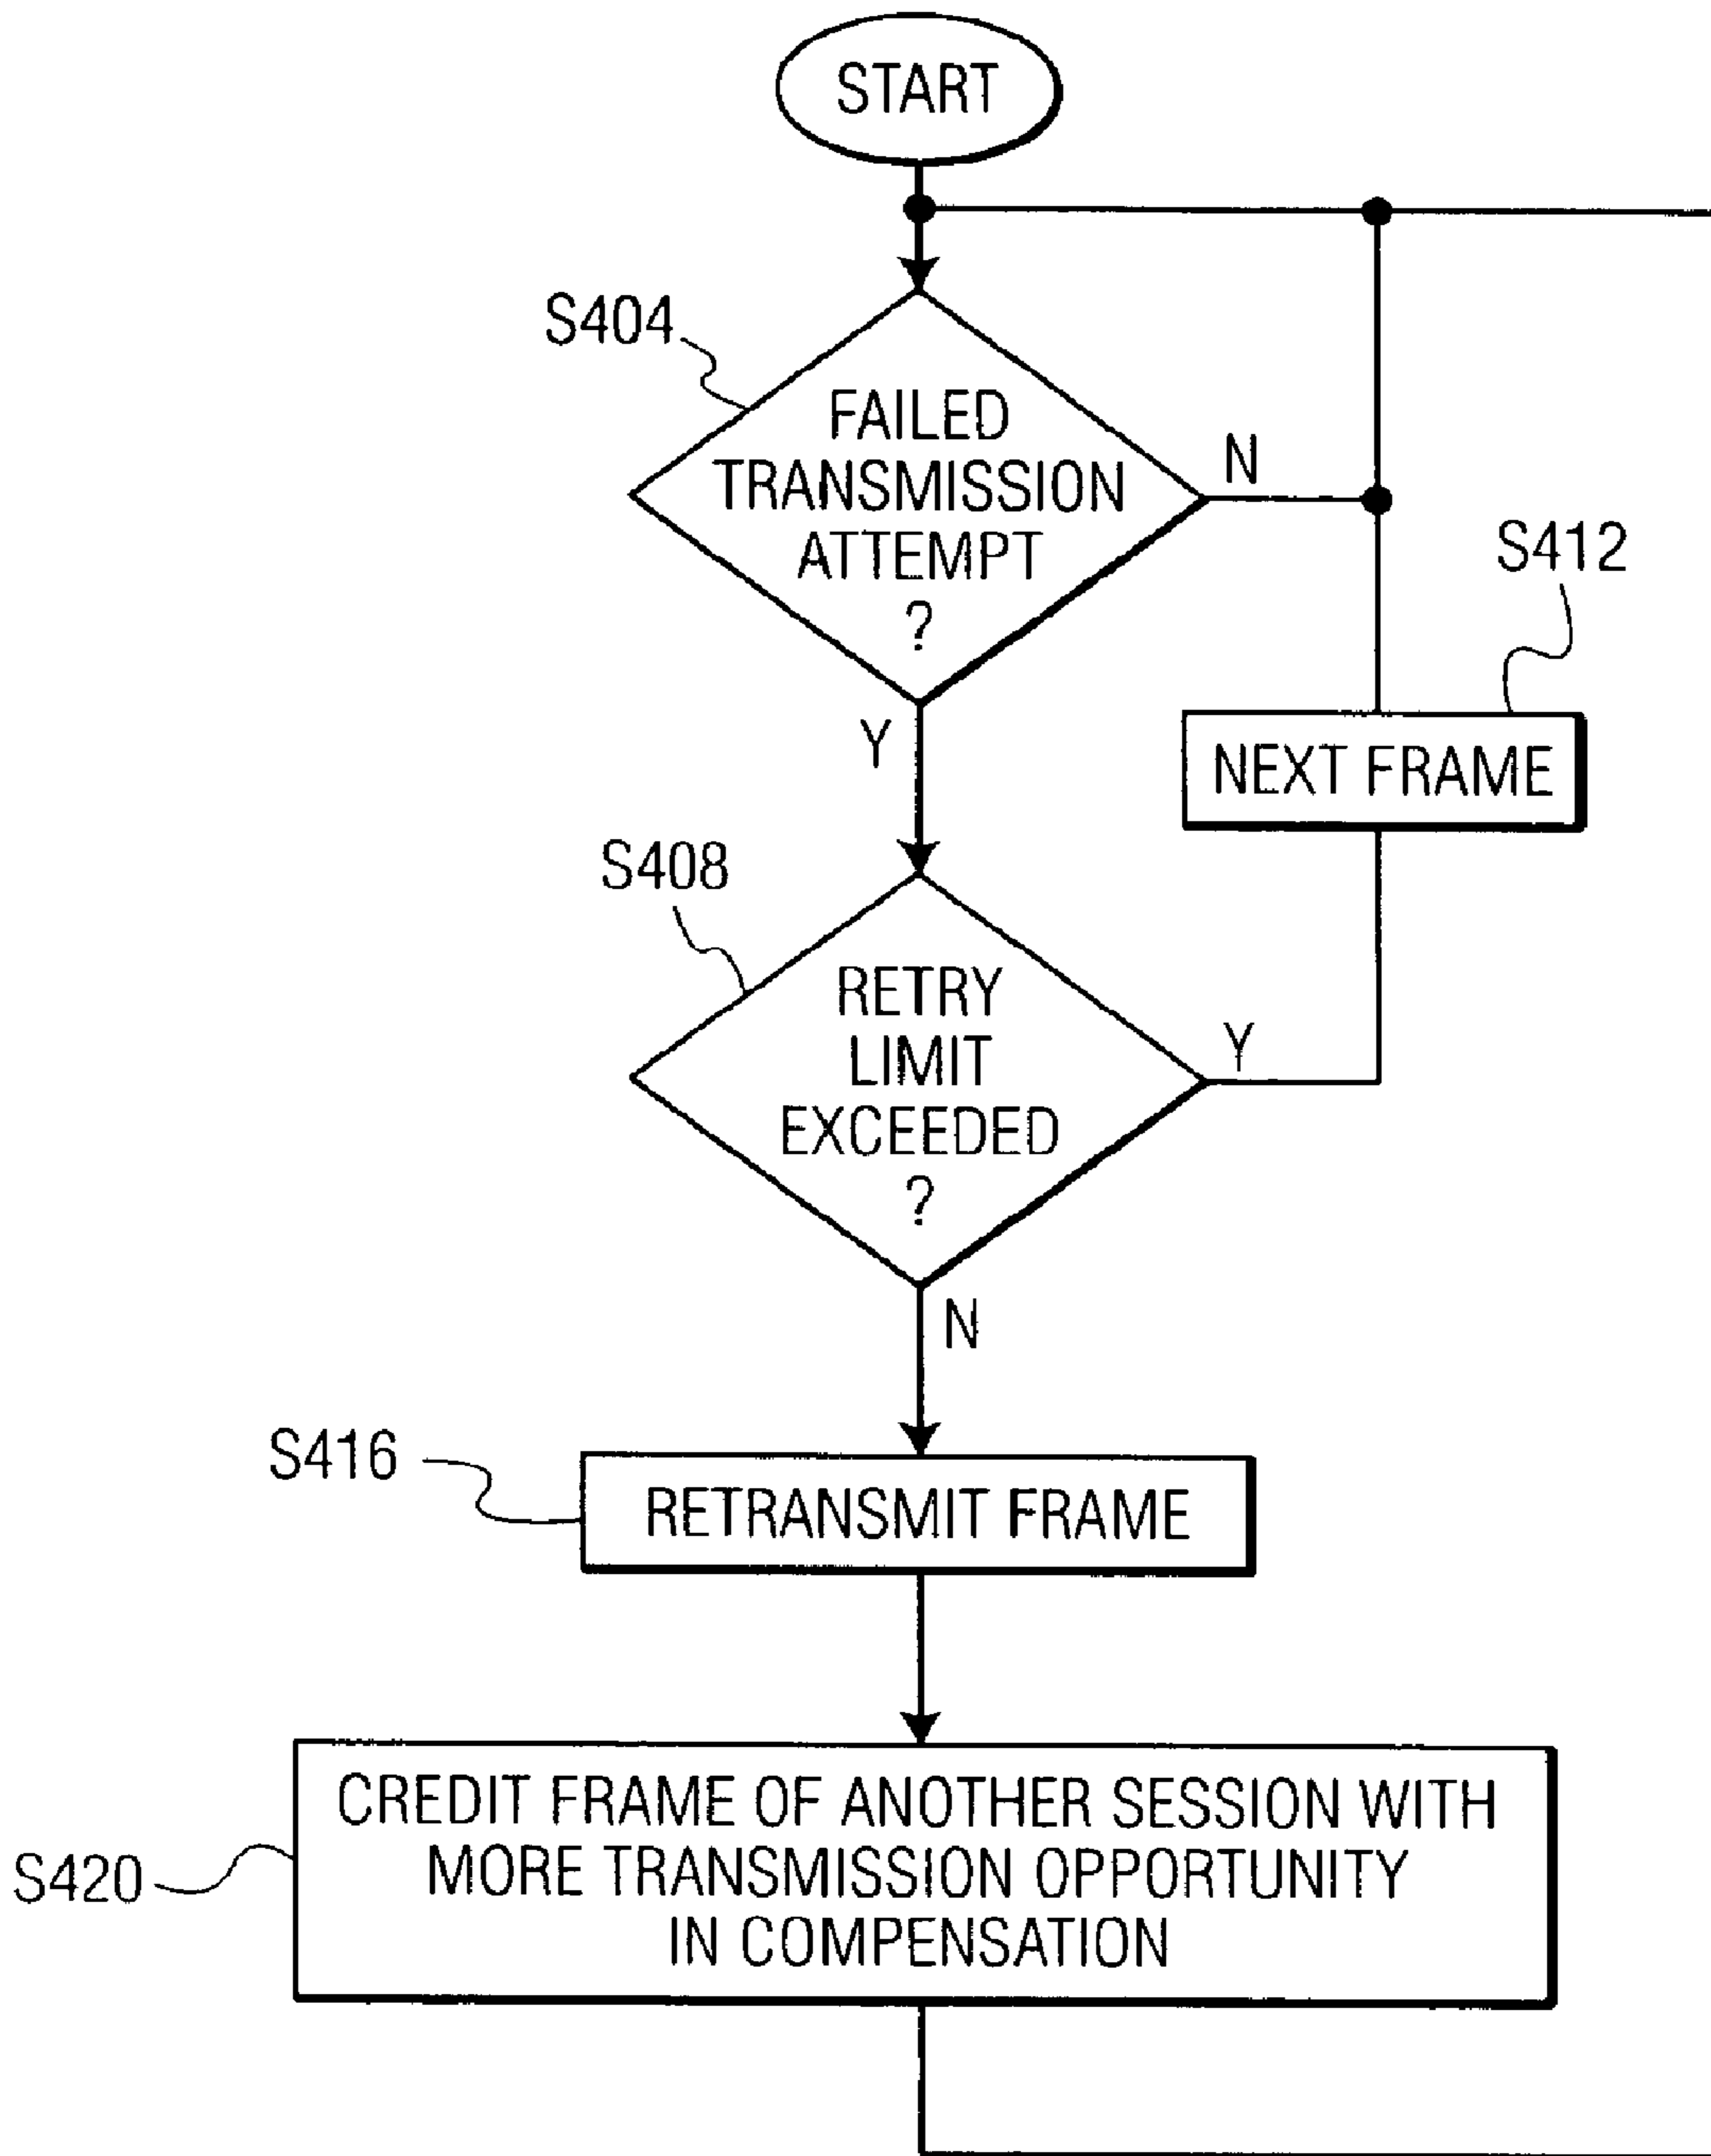 START
S404
FAILED
TRANSMISSION
ATTEMPT
?
N
S412
Y
NEXT FRAME
S408
RETRY
LIMIT
EXCEEDED
?
Y
N
S416
RETRANSMIT FRAME
CREDIT FRAME OF ANOTHER SESSION WITH
MORE TRANSMISSION OPPORTUNITY
IN COMPENSATION
S420